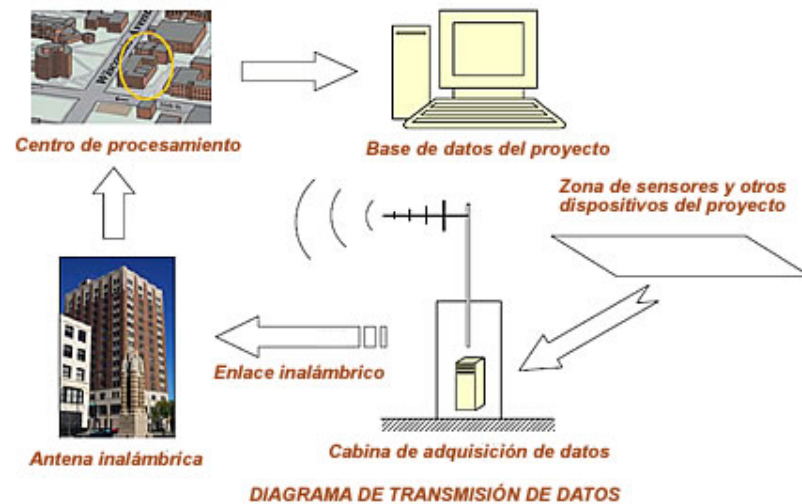 Centro de procesamiento
Base de datos del proyecto
Zona de sensores y otros
dispositivos del proyecto
Enlace inalámbrico
Antena inalámbrica
Cabina de adquisición de datos
DIAGRAMA DE TRANSMISIÓN DE DATOS